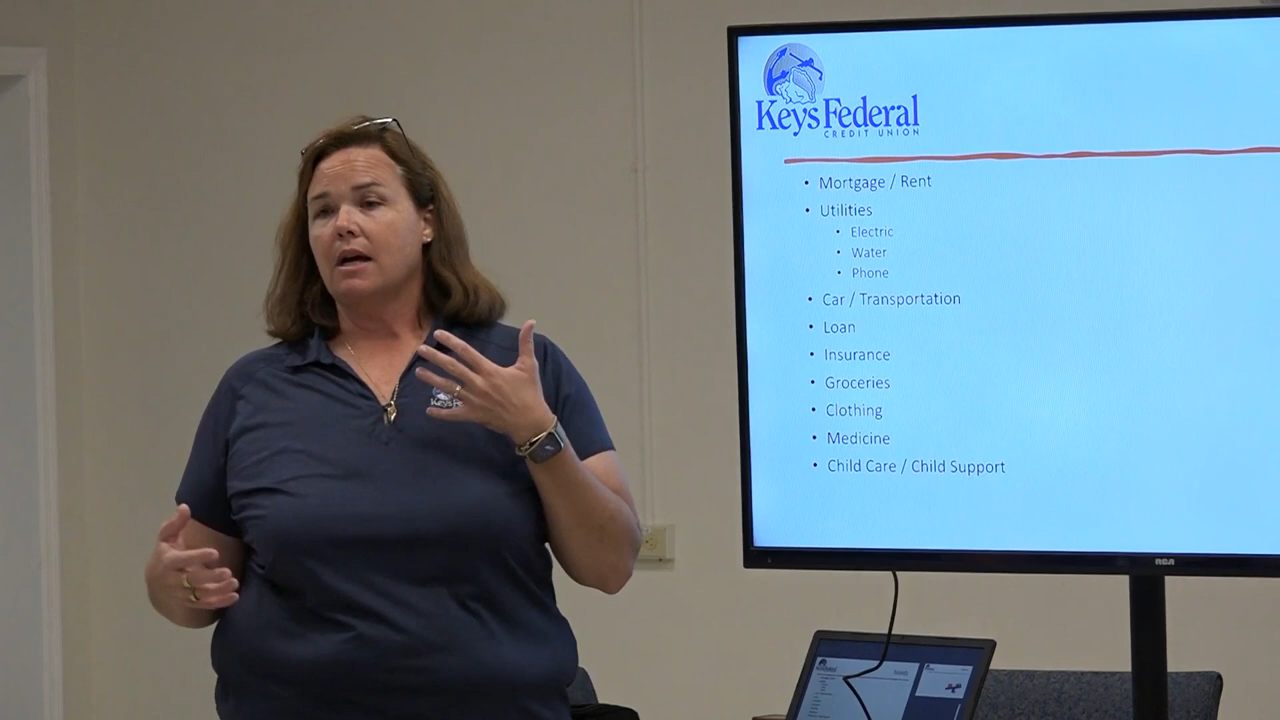 Keys Federal
CREDIT UNION
• Mortgage / Rent
• Utilities
• Electric
• Water
• Phone
• Car / Transportation
• Loan
• Insurance
• Groceries
• Clothing
• Medicine
• Child Care / Child Support
RCA